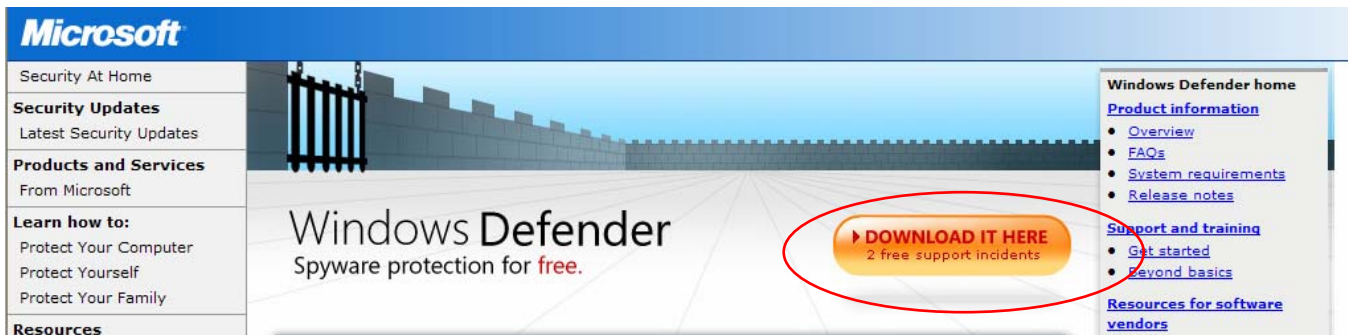 Microsoft
Security At Home
Security Updates
Latest Security Updates
Products and Services
From Microsoft
Learn how to:
Protect Your Computer
Protect Yourself
Protect Your Family
Resources
Windows Defender
Spyware protection for free.
DOWNLOAD IT HERE
2 free support incidents
Windows Defender home
Product information
Overview
FAQs
System requirements
Release notes
Support and training
Get started
Beyond basics
Resources for software
vendors